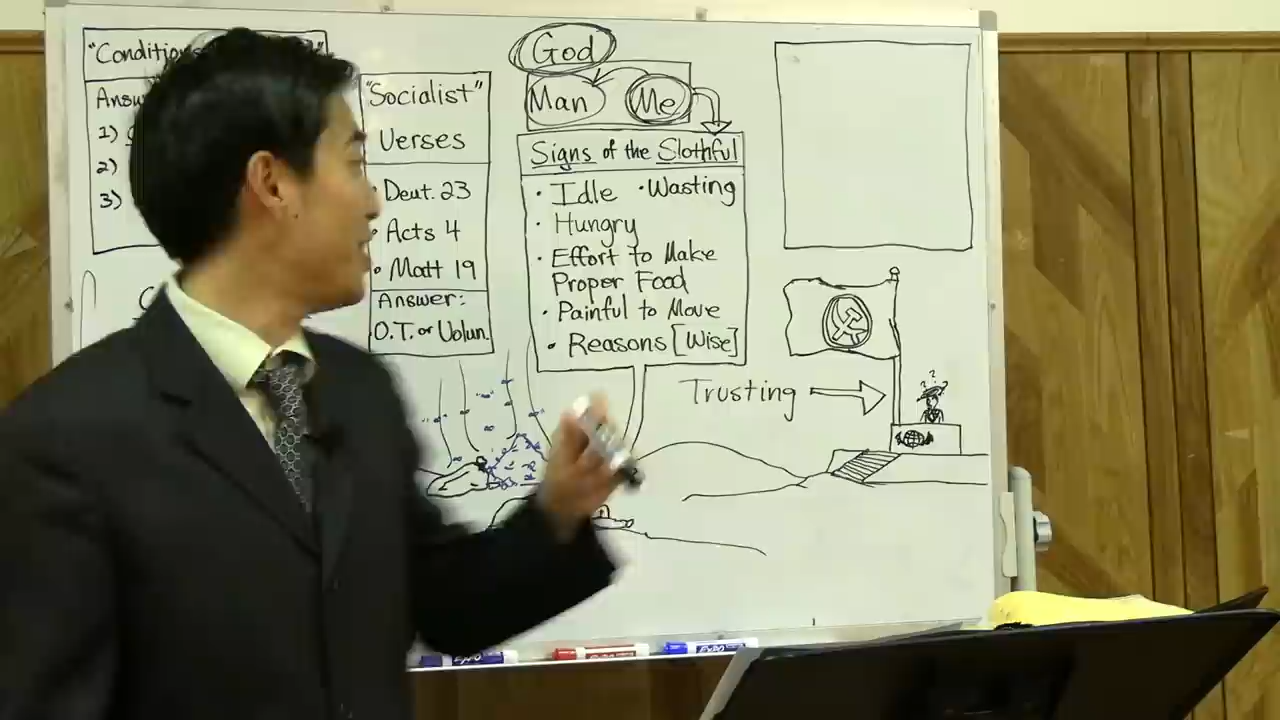 "Conditions
Answ
1)
2)
3)
"Socialist"
Verses
• Deut. 23
• Acts 4
• Matt 19
Answer:
O.T. or Volun.
God
Man Me
Signs of the Slothful
• Idle • Wasting
• Hungry
• Effort to Make
Proper Food
• Painful to Move
• Reasons [Wise]
Trusting
? ? ?
EXPO
EXPO
EXPO